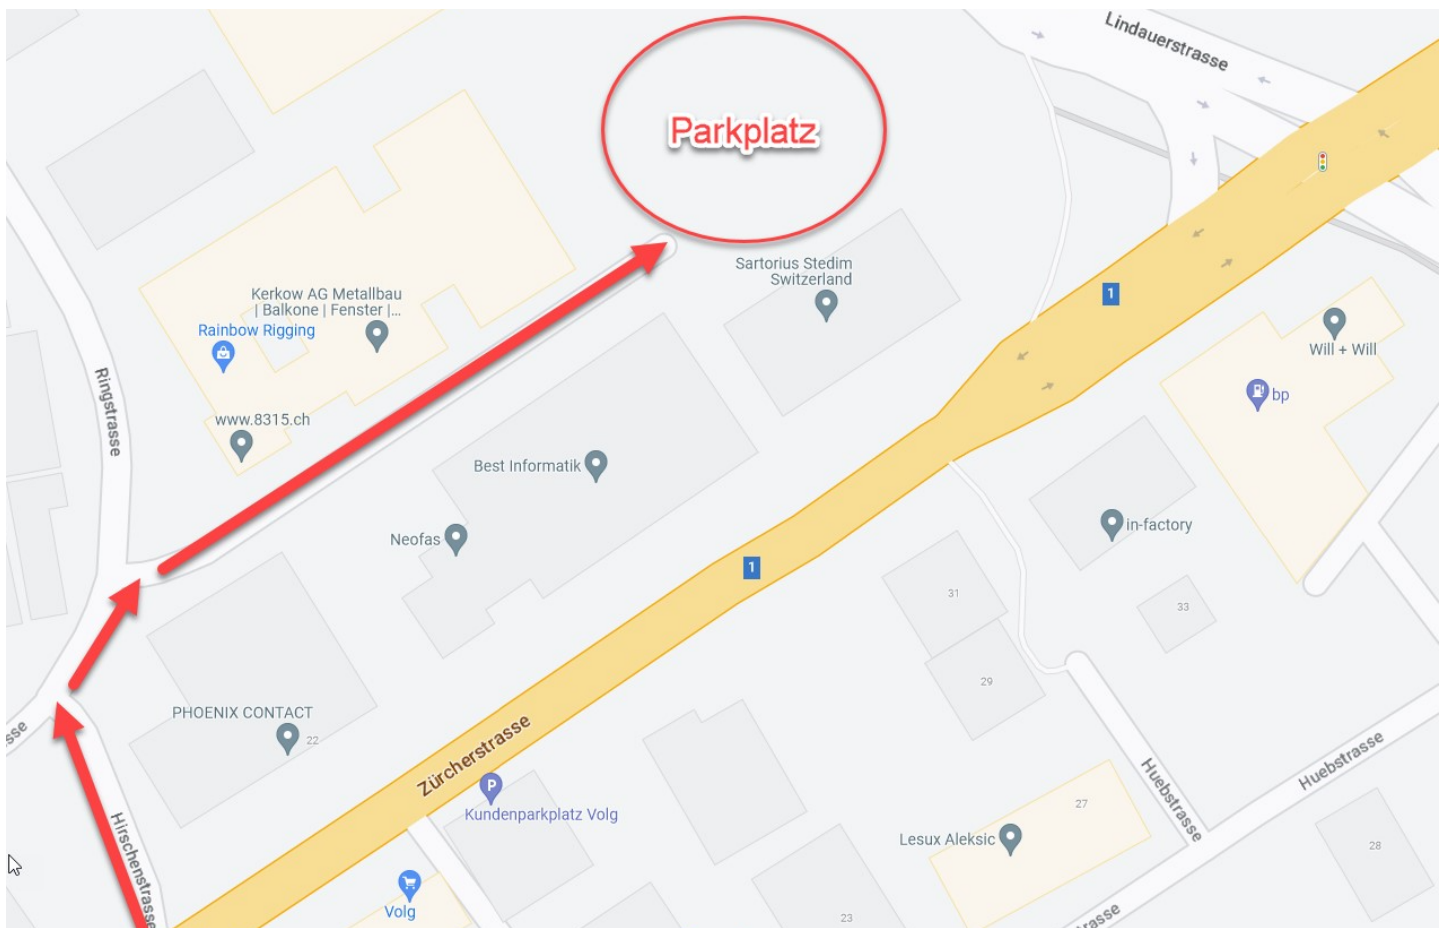 Lindauerstrasse
Parkplatz
Sartorius Stedim
Switzerland
Kerkow AG Metallbau
| Balkone | Fenster |...
Rainbow Rigging
1
Will + Will
bp
Ringstrasse
www.8315.ch
Best Informatik
in-factory
Neofas
1
31
33
29
PHOENIX CONTACT
22
Zürcherstrasse
sse
Huebstrasse
Huebstrasse
Kundenparkplatz Volg
27
Lesux Aleksic
28
Hirschenstrasse
Volg
23
rasse
P